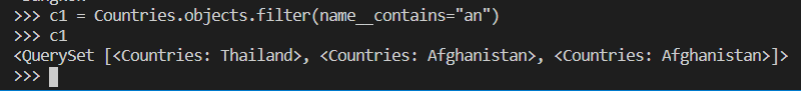 >>> c1 = Countries.objects.filter(name__contains="an")
>>> c1
<QuerySet [<Countries: Thailand>, <Countries: Afghanistan>, <Countries: Afghanistan>]>
>>>